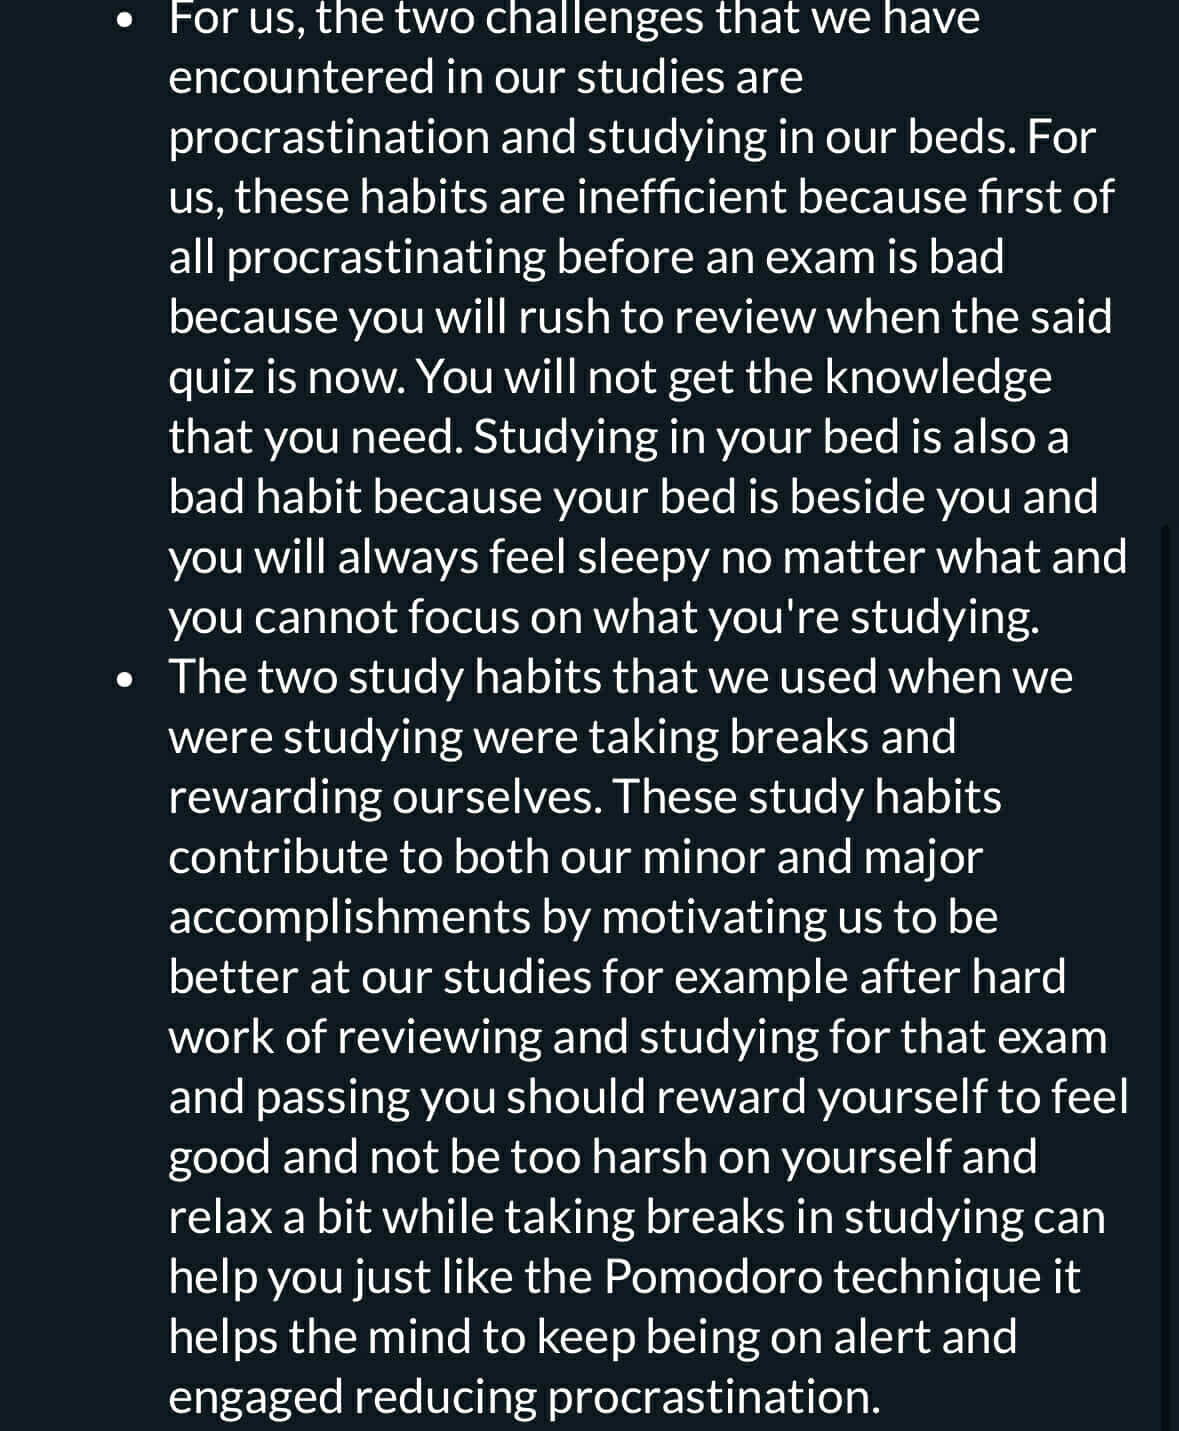 • For us, the two challenges that we have
encountered in our studies are
procrastination and studying in our beds. For
us, these habits are inefficient because first of
all procrastinating before an exam is bad
because you will rush to review when the said
quiz is now. You will not get the knowledge
that you need. Studying in your bed is also a
bad habit because your bed is beside you and
you will always feel sleepy no matter what and
you cannot focus on what you're studying.
• The two study habits that we used when we
were studying were taking breaks and
rewarding ourselves. These study habits
contribute to both our minor and major
accomplishments by motivating us to be
better at our studies for example after hard
work of reviewing and studying for that exam
and passing you should reward yourself to feel
good and not be too harsh on yourself and
relax a bit while taking breaks in studying can
help you just like the Pomodoro technique it
helps the mind to keep being on alert and
engaged reducing procrastination.